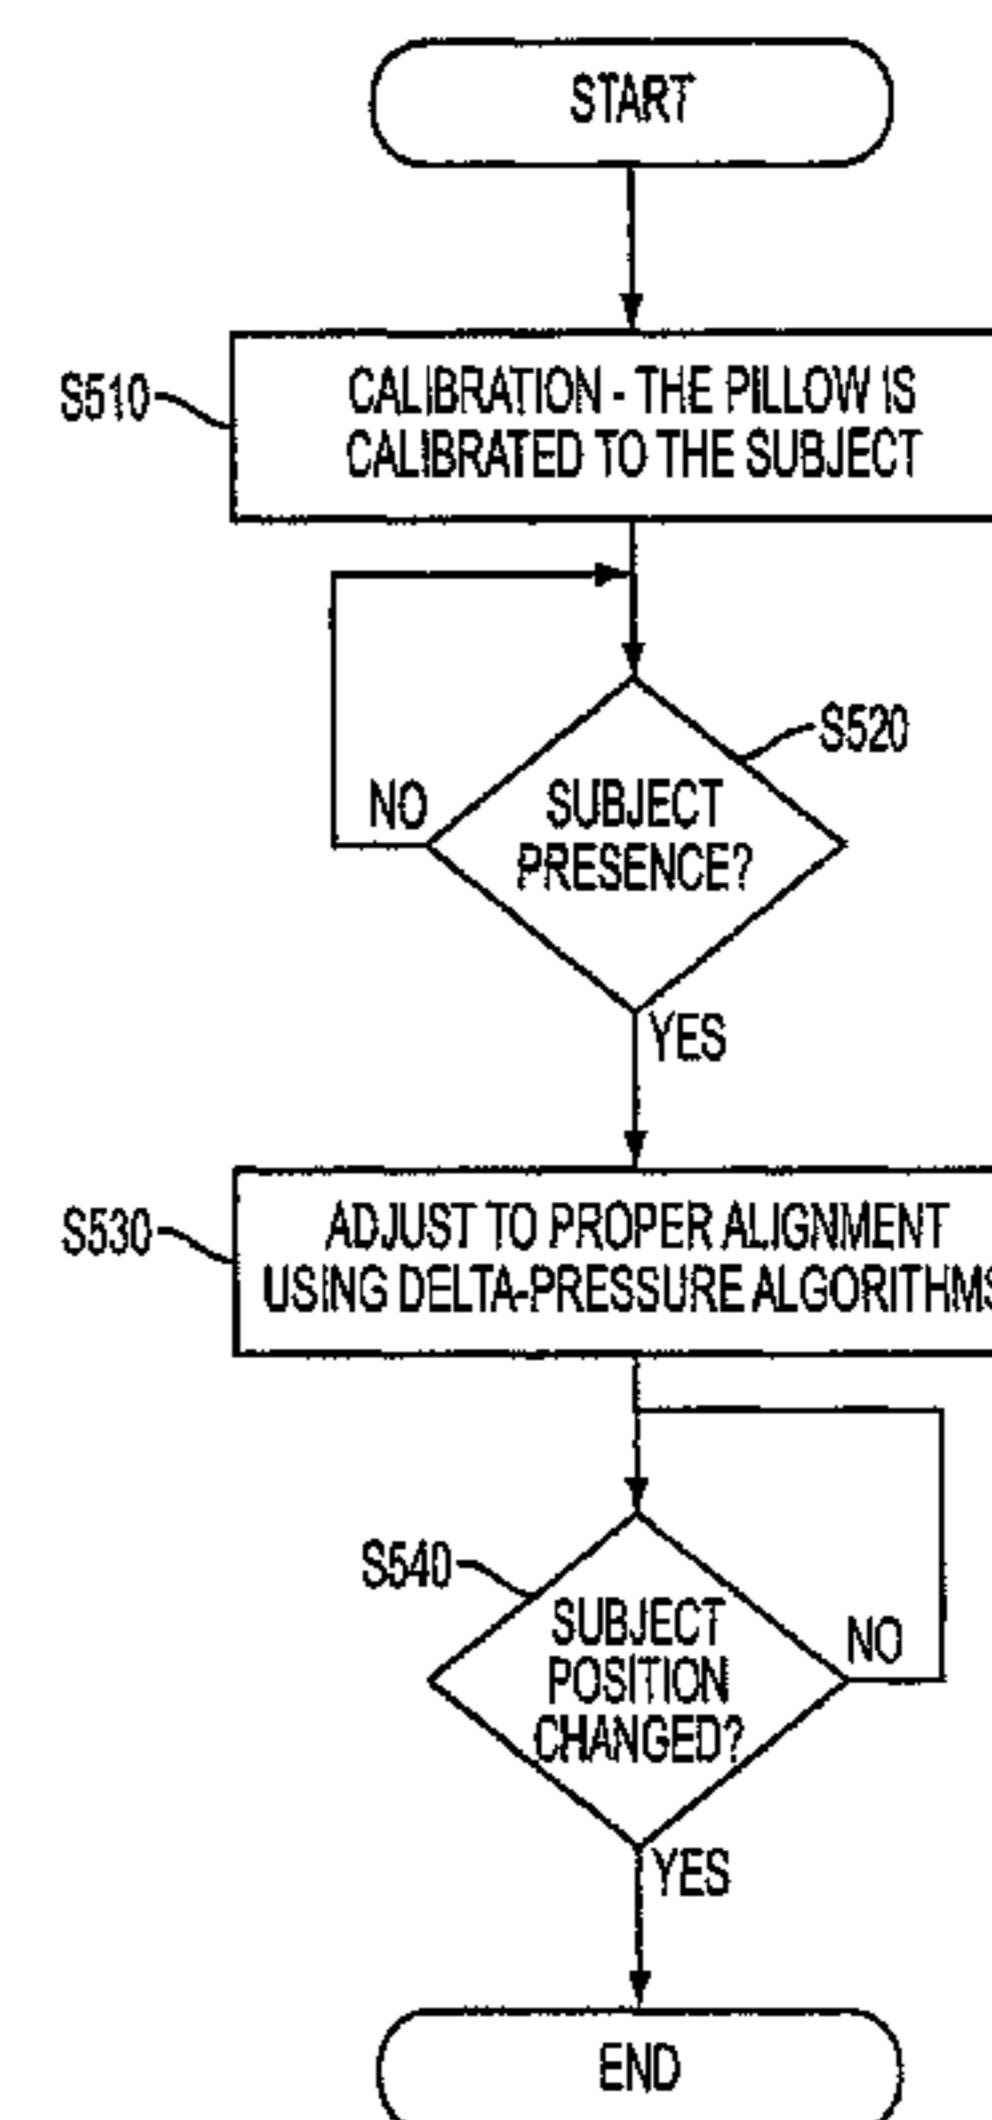 START
S510
CALIBRATION - THE PILLOW IS
CALIBRATED TO THE SUBJECT
S520
NO
SUBJECT
PRESENCE?
YES
S530
ADJUST TO PROPER ALIGNMENT
USING DELTA-PRESSURE ALGORITHMS
S540
SUBJECT
POSITION
CHANGED?
NO
YES
END